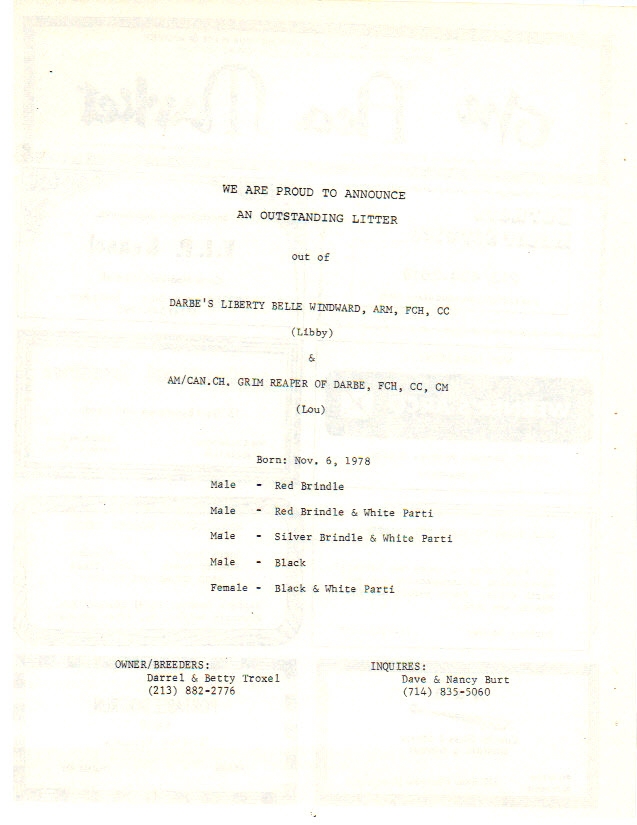 WE ARE PROUD TO ANNOUNCE
AN OUTSTANDING LITTER
out of
DARBE'S LIBERTY BELLE WINDWARD, ARM, FCH, CC
(Libby)
&
AM/CAN.CH. GRIM REAPER OF DARBE, FCH, CC, CM
(Lou)
Born: Nov. 6, 1978
Male - Red Brindle
Male - Red Brindle & White Parti
Male - Silver Brindle & White Parti
Male - Black
Female - Black & White Parti
OWNER/BREEDERS:
Darrel & Betty Troxel
(213) 882-2776
INQUIRES:
Dave & Nancy Burt
(714) 835-5060